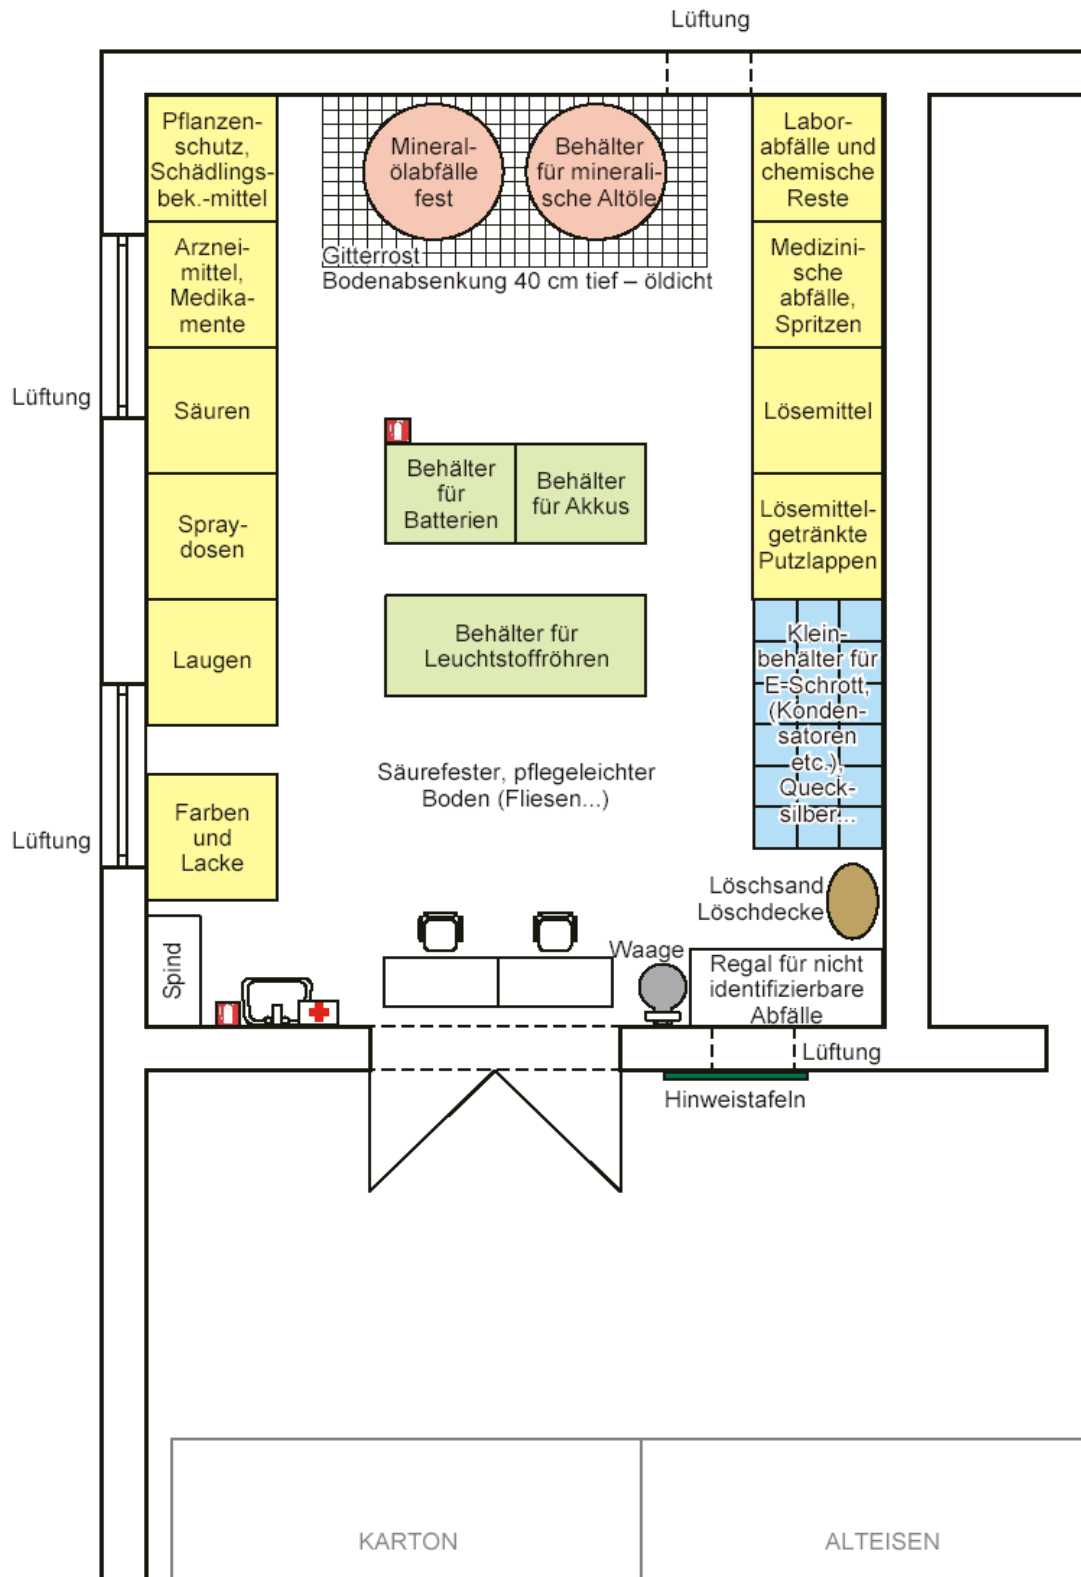 Lüftung
Pflanzen-
schutz,
Schädlings-
bek.-mittel
Mineral-
ölabfälle
fest
Behälter
für minerali-
sche Altöle
Labor-
abfälle und
chemische
Reste
Arznei-
mittel,
Medika-
mente
Gitterrost
Bodenabsenkung 40 cm tief – öldicht
Medizini-
sche
abfälle,
Spritzen
Lüftung
Säuren
Lösemittel
Behälter
für
Batterien
Behälter
für Akkus
Spray-
dosen
Lösemittel-
getränkte
Putzlappen
Laugen
Behälter für
Leuchtstoffröhren
Klein-
behälter für
E-Schrott,
(Konden-
satoren
etc.),
Queck-
silber...
Säurefester, pflegeleichter
Boden (Fliesen...)
Lüftung
Farben
und
Lacke
Löschsand
Löschdecke
Spind
Waage
Regal für nicht
identifizierbare
Abfälle
Lüftung
Hinweistafeln
KARTON
ALTEISEN